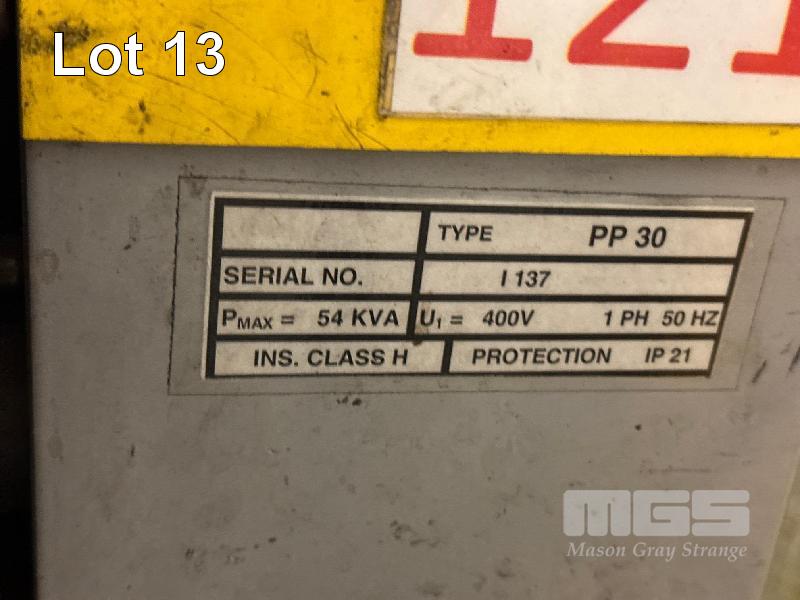 Lot 13
121
TYPE PP 30
SERIAL NO. I 137
PMAX = 54 KVA U1 = 400V 1 PH 50 HZ
INS. CLASS H PROTECTION IP 21
MGS
Mason Gray Strange